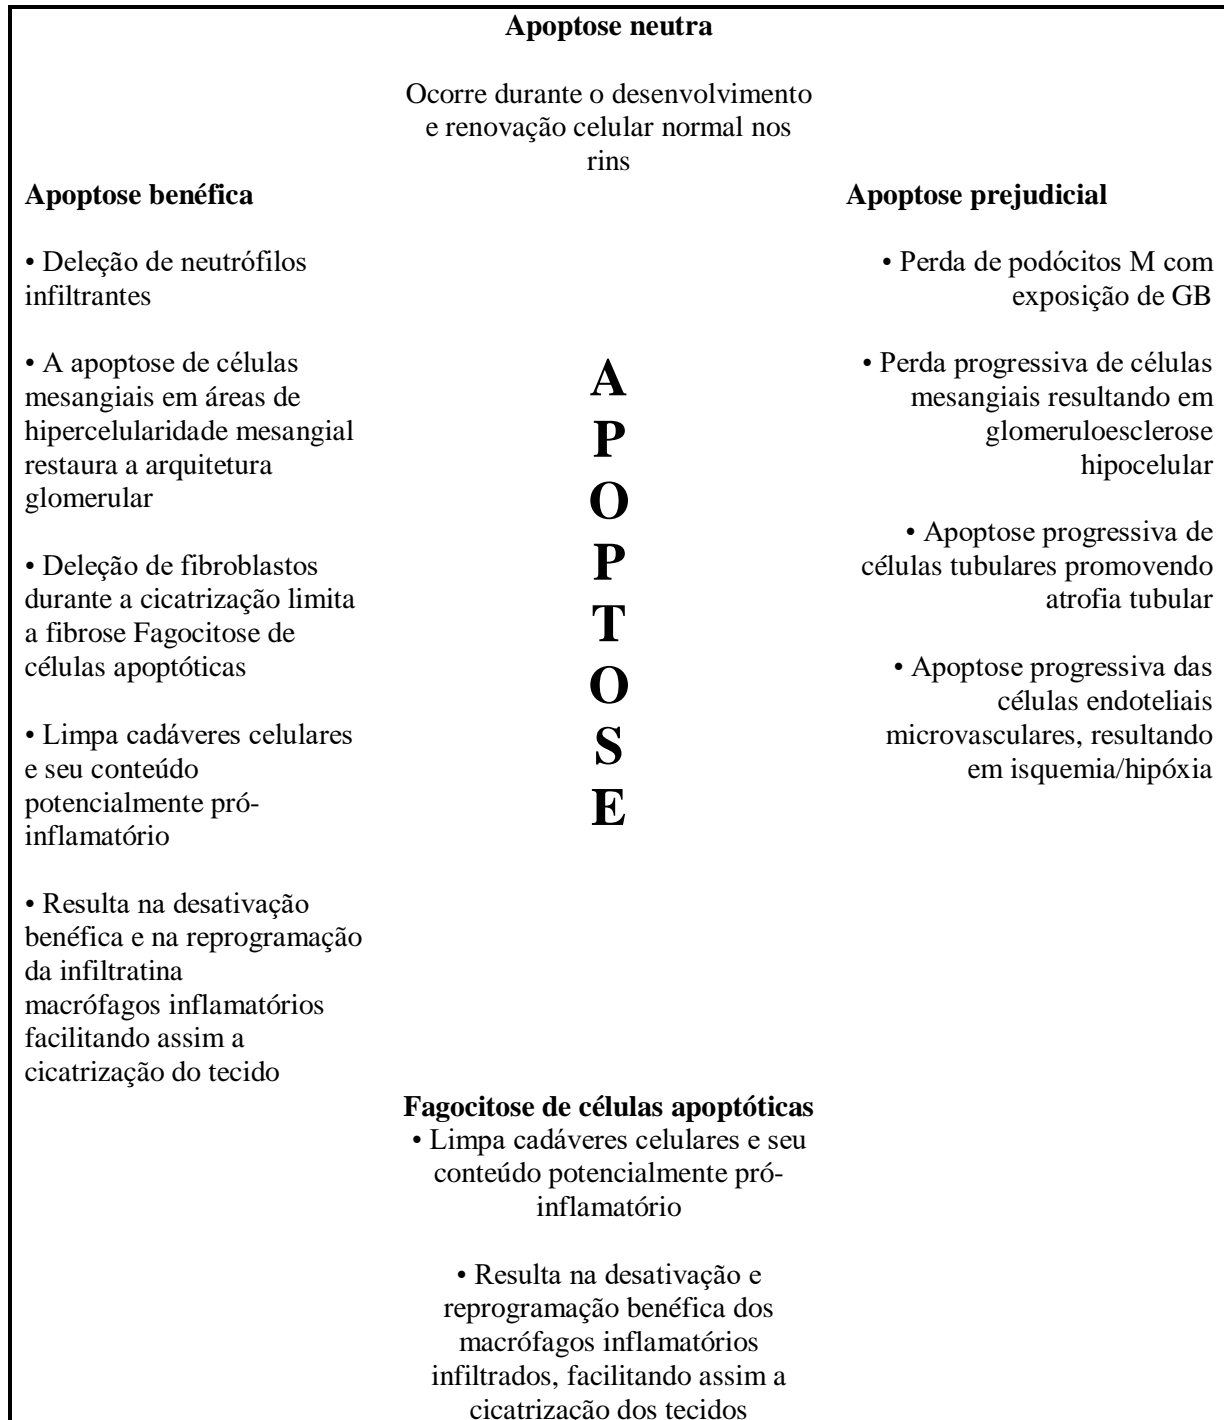 Apoptose neutra
Ocorre durante o desenvolvimento
e renovação celular normal nos
rins
Apoptose benéfica
• Deleção de neutrófilos
infiltrantes
• A apoptose de células
mesangiais em áreas de
hipercelularidade mesangial
restaura a arquitetura
glomerular
• Deleção de fibroblastos
durante a cicatrização limita
a fibrose Fagocitose de
células apoptóticas
• Limpa cadáveres celulares
e seu conteúdo
potencialmente pró-
inflamatório
• Resulta na desativação
benéfica e na reprogramação
da infiltratina
macrófagos inflamatórios
facilitando assim a
cicatrização do tecido
A
P
O
P
T
O
S
E
Apoptose prejudicial
• Perda de podócitos M com
exposição de GB
• Perda progressiva de células
mesangiais resultando em
glomeruloesclerose
hipocelular
• Apoptose progressiva de
células tubulares promovendo
atrofia tubular
• Apoptose progressiva das
células endoteliais
microvasculares, resultando
em isquemia/hipóxia
Fagocitose de células apoptóticas
• Limpa cadáveres celulares e seu
conteúdo potencialmente pró-
inflamatório
• Resulta na desativação e
reprogramação benéfica dos
macrófagos inflamatórios
infiltrados, facilitando assim a
cicatrização dos tecidos